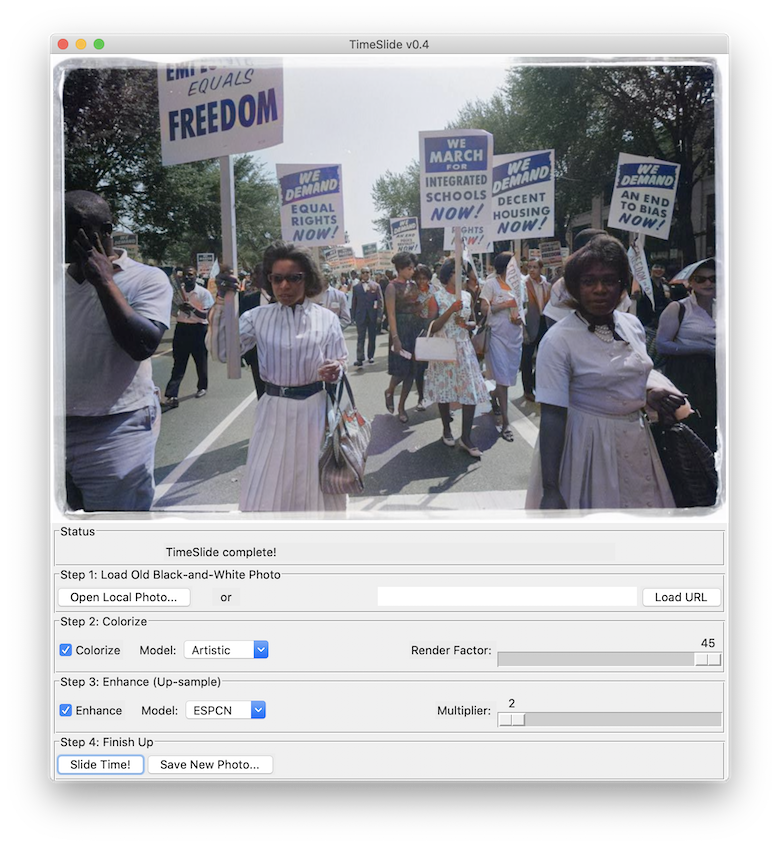 TimeSlide v0.4
EQUALS
FREEDOM
WE DEMAND
EQUAL
RIGHTS
NOW!
WE
MARCH
FOR
INTEGRATED
SCHOOLS
NOW!
RIGHTS
NOW!
WE DEMAND
DECENT
HOUSING
NOW!
WE DEMAND
AN END
TO BIAS
NOW!
Status
TimeSlide complete!
Step 1: Load Old Black-and-White Photo
Open Local Photo... or Load URL
Step 2: Colorize
Colorize Model: Artistic Render Factor: 45
Step 3: Enhance (Up-sample)
Enhance Model: ESPCN Multiplier: 2
Step 4: Finish Up
Slide Time! Save New Photo...